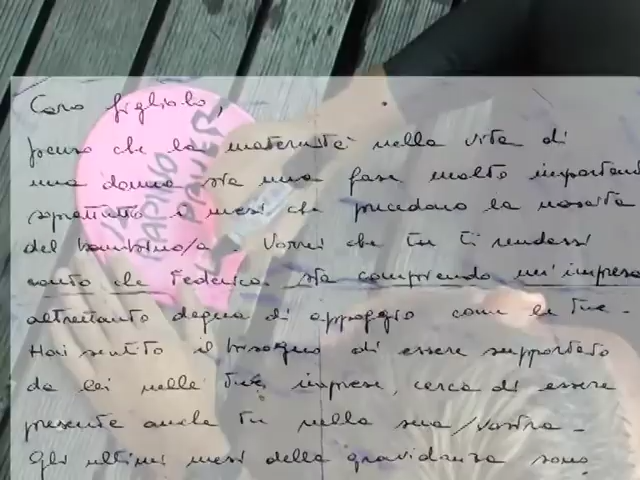 Caro figliolo,
penso che la maternità nella vita di
una donna sia una fase molto important
soprattutto i mesi che precedono la nascita
del bambino/a. Vorrei che tu ti rendessi
conto che Federica sta compiendo un'impresa
altrettanto degna di appoggio come le tue.
Hai sentito il bisogno di essere supportato
da lei nelle tue imprese, cerca di essere
presente anche tu nella sua/vostra.
Gli ultimi mesi della gravidanza sono
LA
RAPINO